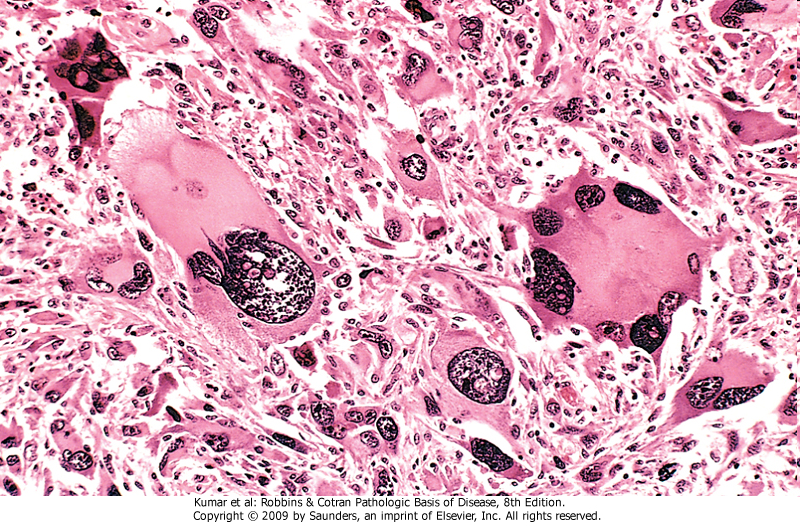 Kumar et al: Robbins & Cotran Pathologic Basis of Disease, 8th Edition.
Copyright © 2009 by Saunders, an imprint of Elsevier, Inc. All rights reserved.